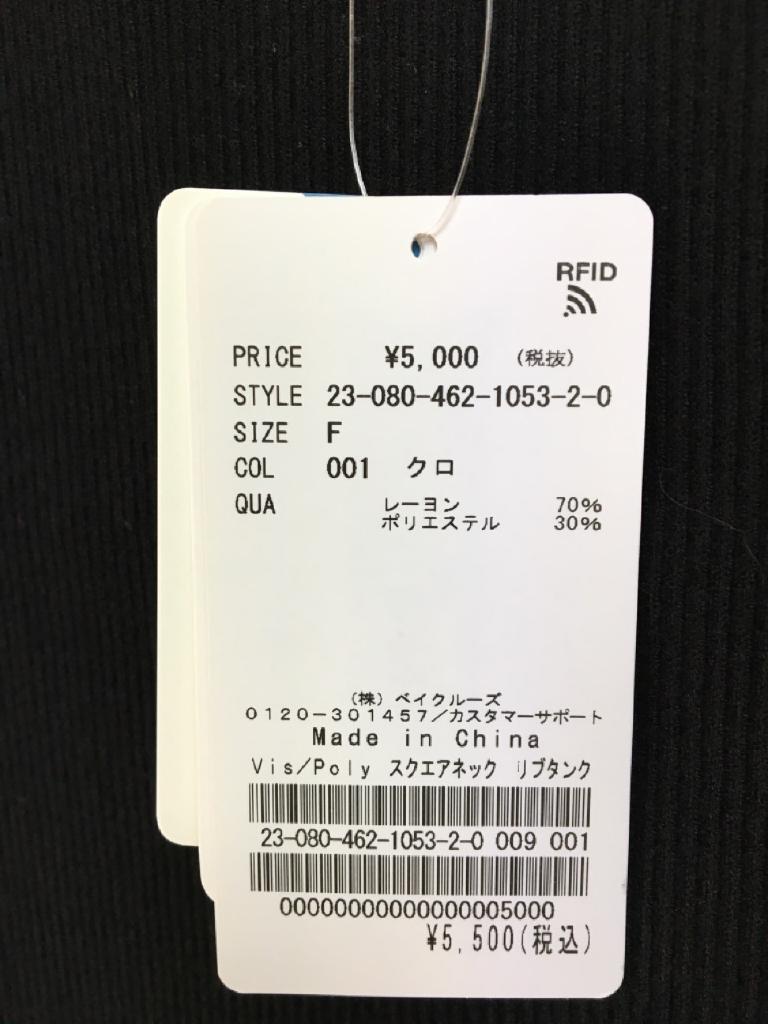 RFID
PRICE ¥5,000 (税抜)
STYLE 23-080-462-1053-2-0
SIZE F
COL 001 クロ
QUA レーヨン 70%
ポリエステル 30%
(株) ベイクルーズ
0120-301457/カスタマーサポート
Made in China
Vis/Poly スクエアネック リブタンク
23-080-462-1053-2-0 009 001
00000000000000005000
¥5,500(税込)